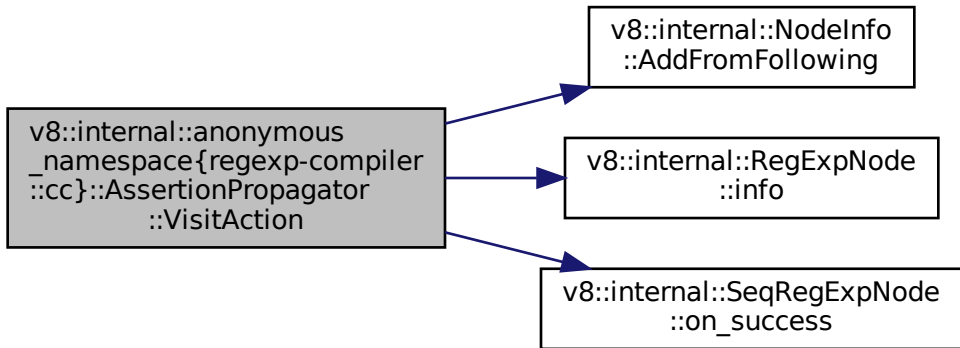 v8::internal::NodeInfo
::AddFromFollowing
v8::internal::anonymous
_namespace{regexp-compiler
::cc}::AssertionPropagator
::VisitAction
v8::internal::RegExpNode
::info
v8::internal::SeqRegExpNode
::on_success